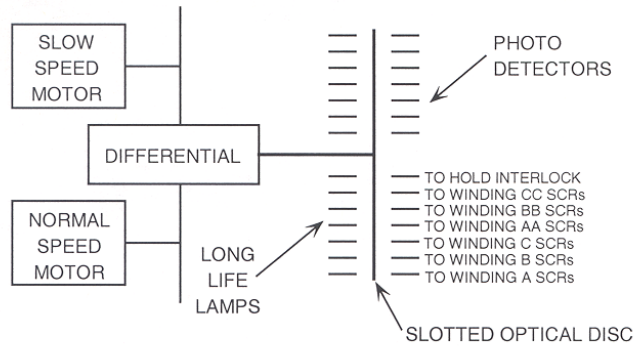 SLOW
SPEED
MOTOR
PHOTO
DETECTORS
DIFFERENTIAL
TO HOLD INTERLOCK
TO WINDING CC SCRs
TO WINDING BB SCRs
TO WINDING AA SCRs
TO WINDING C SCRs
TO WINDING B SCRs
TO WINDING A SCRs
NORMAL
SPEED
MOTOR
LONG
LIFE
LAMPS
SLOTTED OPTICAL DISC